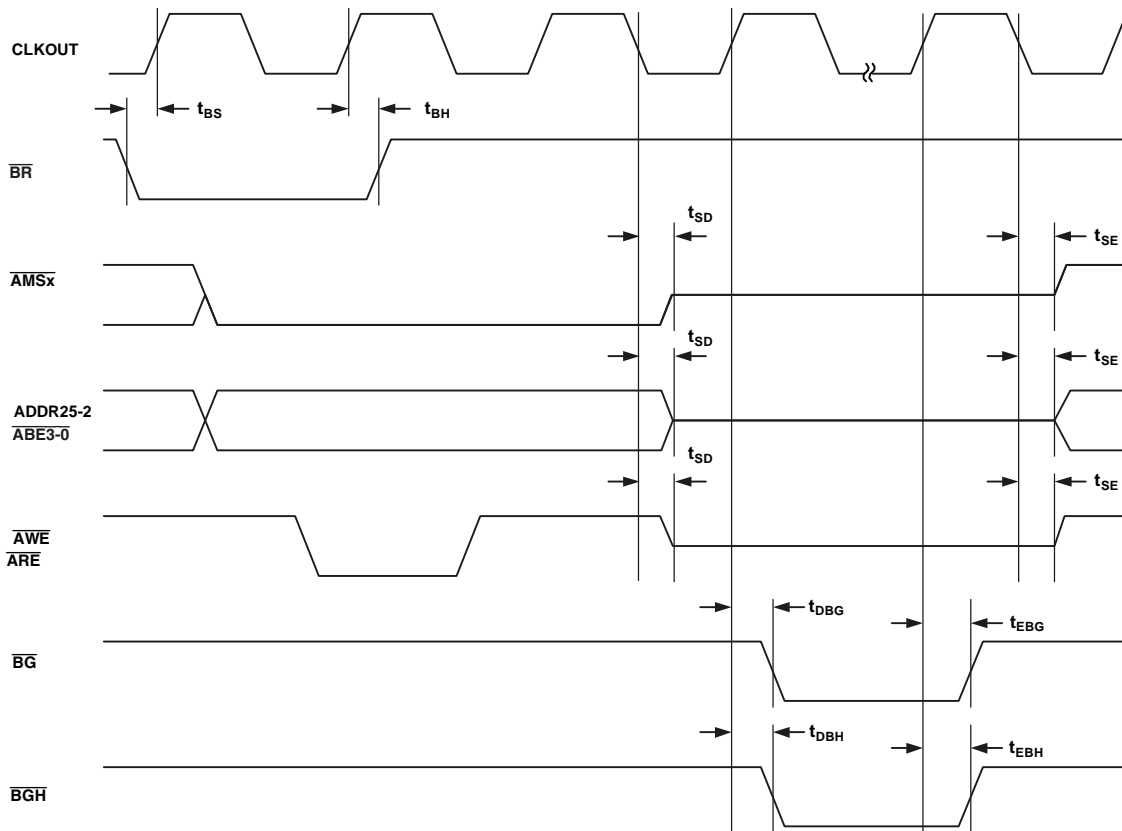 CLKOUT
tBS
tBH
BR
tSD
tSE
AMSx
tSD
tSE
ADDR25-2
ABE3-0
tSD
tSE
AWE
ARE
tDBG
tEBG
BG
tDBH
tEBH
BGH